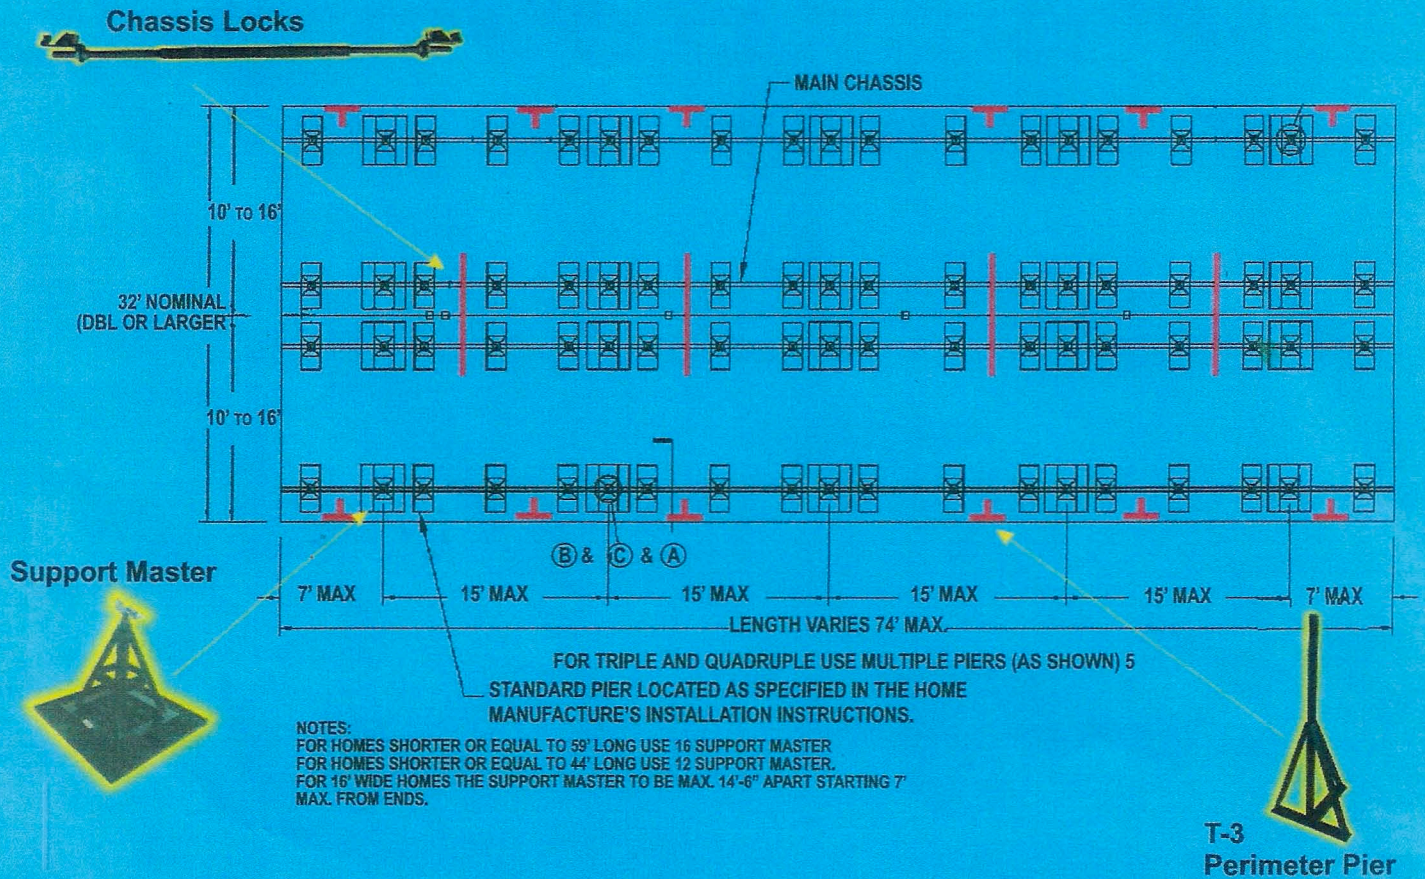 Chassis Locks
MAIN CHASSIS
10' TO 16'
32' NOMINAL
(DBL OR LARGER
10' TO 16'
B & C & A
Support Master
7' MAX
15' MAX
15' MAX
15' MAX
15' MAX
7' MAX
LENGTH VARIES 74' MAX.
FOR TRIPLE AND QUADRUPLE USE MULTIPLE PIERS (AS SHOWN) 5
STANDARD PIER LOCATED AS SPECIFIED IN THE HOME
MANUFACTURE'S INSTALLATION INSTRUCTIONS.
NOTES:
FOR HOMES SHORTER OR EQUAL TO 59' LONG USE 16 SUPPORT MASTER
FOR HOMES SHORTER OR EQUAL TO 44' LONG USE 12 SUPPORT MASTER.
FOR 16' WIDE HOMES THE SUPPORT MASTER TO BE MAX. 14'-6" APART STARTING 7'
MAX. FROM ENDS.
T-3
Perimeter Pier